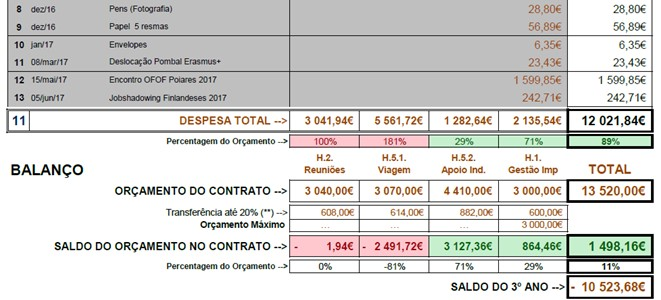 8 dez/16 Pens (Fotografia) 28,80€ 28,80€
9 dez/16 Papel 5 resmas 56,89€ 56,89€
10 jan/17 Envelopes 6,35€ 6,35€
11 08/mar/17 Deslocação Pombal Erasmus+ 23,43€ 23,43€
12 15/mai/17 Encontro OFOF Poiares 2017 1 599,85€ 1 599,85€
13 05/jun/17 Jobshadowing Finlandeses 2017 242,71€ 242,71€
11 DESPESA TOTAL --> 3 041,94€ 5 561,72€ 1 282,64€ 2 135,54€ 12 021,84€
Percentagem do Orçamento --> 100% 181% 29% 71% 89%
BALANÇO H.2. Reuniões H.5.1. Viagem H.5.2. Apoio Ind. H.1. Gestão Imp TOTAL
ORÇAMENTO DO CONTRATO --> 3 040,00€ 3 070,00€ 4 410,00€ 3 000,00€ 13 520,00€
Transferência até 20% (**) --> 608,00€ 614,00€ 882,00€ 600,00€
Orçamento Máximo ... ... ... 3 000,00€
SALDO DO ORÇAMENTO NO CONTRATO --> - 1,94€ - 2 491,72€ 3 127,36€ 864,46€ 1 498,16€
Percentagem do Orçamento --> 0% -81% 71% 29% 11%
SALDO DO 3º ANO --> - 10 523,68€